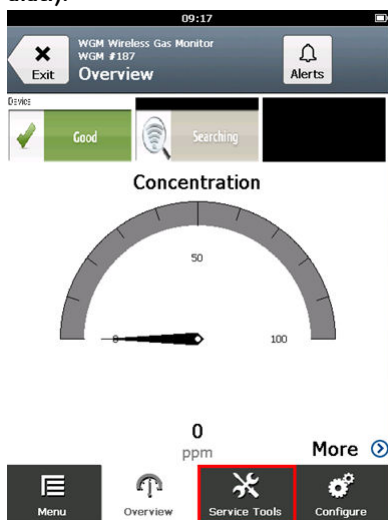 09:17
WGM Wireless Gas Monitor
WGM #187
Overview
Exit
Alerts
Device
Good
Searching
Concentration
50
0
100
0
ppm
More
Menu
Overview
Service Tools
Configure